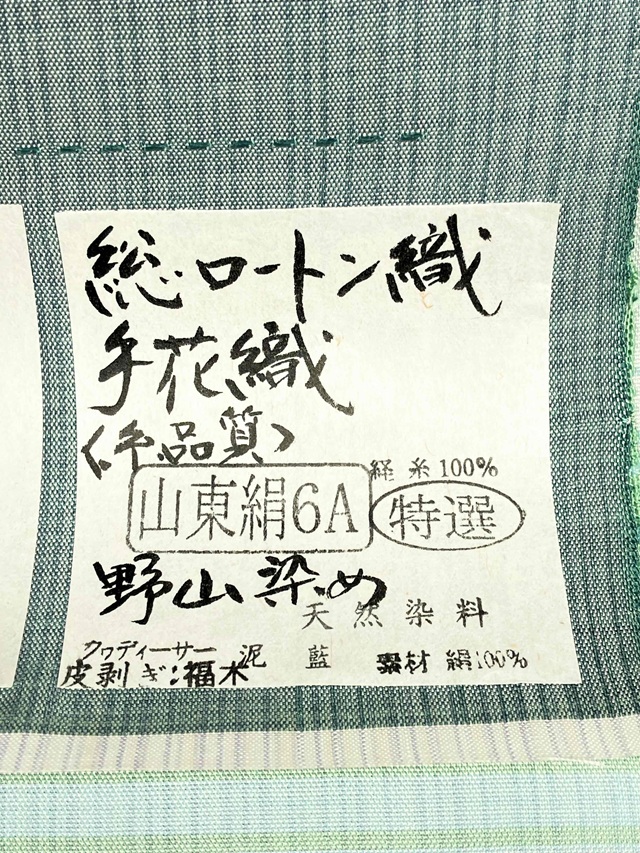 総ロートン織
手花織
〈糸品質〉
経糸100%
山東絹6A 特選
野山染め
天然染料
クワディーサー 泥 藍 素材 絹100%
皮剥ぎ:福木